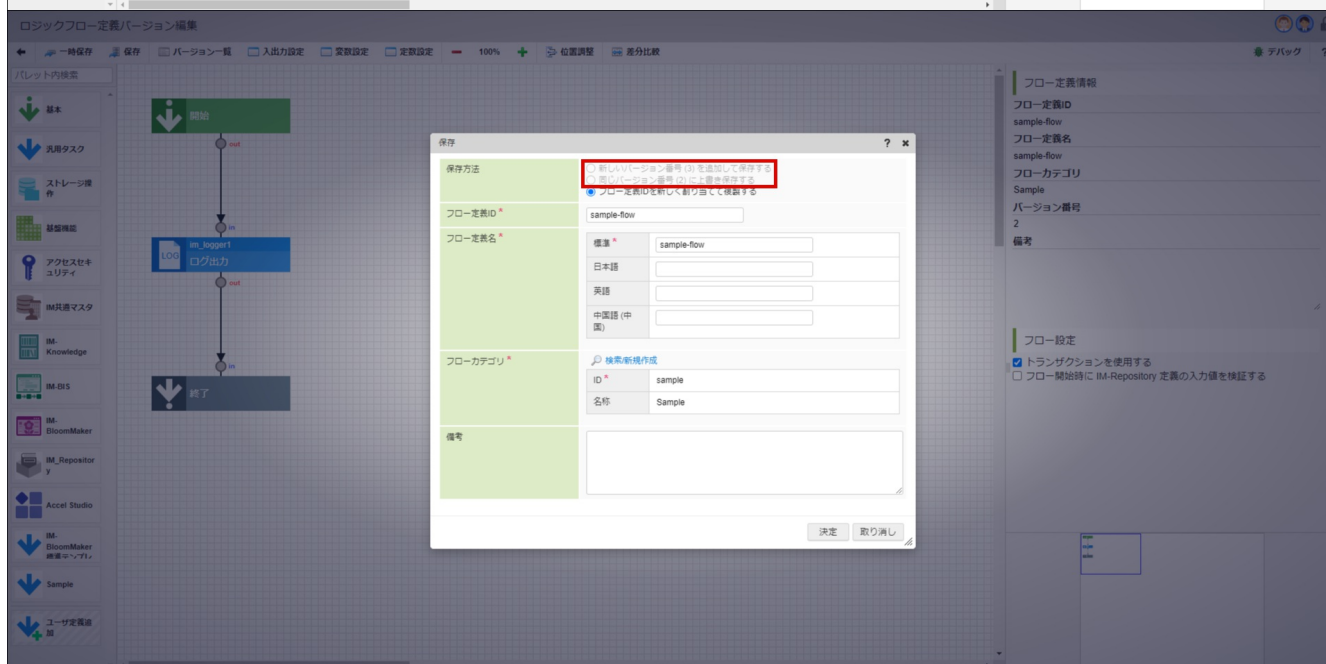 ロジックフロー定義バージョン編集
一時保存 保存 バージョン一覧 入出力設定 変数設定 定数設定 100% 位置調整 差分比較 デバッグ
パレット内検索
基本
汎用タスク
ストレージ操
作
基盤機能
アクセスセキ
ュリティ
IM共通マスタ
IM-
Knowledge
IM-BIS
IM-
BloomMaker
IM_Repositor
y
Accel Studio
IM-
BloomMaker
標準テンプレ
Sample
ユーザ定義追
加
開始
out
in
im_logger1
LOG ログ出力
out
in
終了
保存 ?
保存方法
新しいバージョン番号 (3) を追加して保存する
同じバージョン番号 (2) に上書き保存する
フロー定義IDを新しく割り当てて複製する
フロー定義ID * sample-flow
フロー定義名 *
標準 * sample-flow
日本語
英語
中国語 (中
国)
フローカテゴリ *
検索/新規作成
ID * sample
名称 Sample
備考
決定 取り消し
フロー定義情報
フロー定義ID
sample-flow
フロー定義名
sample-flow
フローカテゴリ
Sample
バージョン番号
2
備考
フロー設定
トランザクションを使用する
フロー開始時に IM-Repository 定義の入力値を検証する